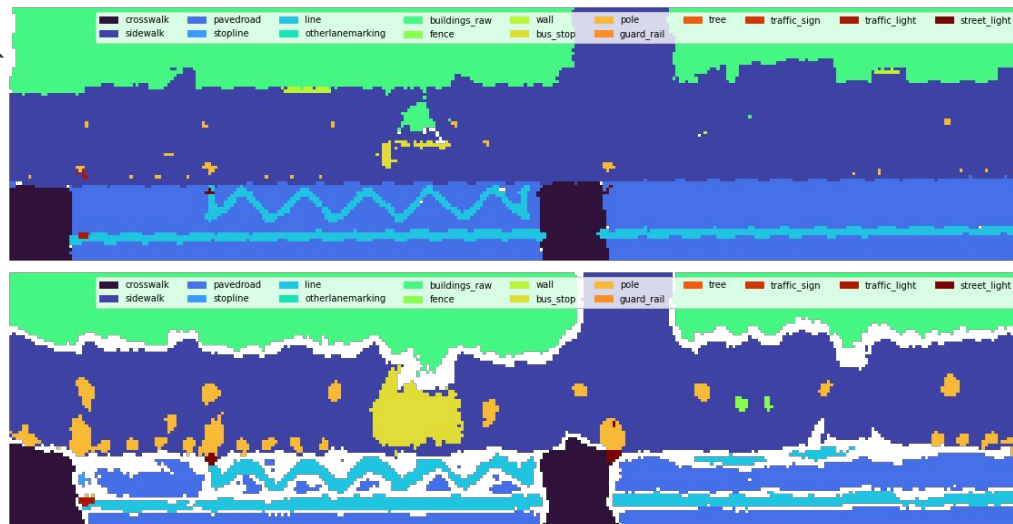 crosswalk line buildings_raw wall pole tree traffic_sign traffic_light street_light
sidewalk pavedroad stopline otherlanemarking fence bus_stop guard_rail
crosswalk line buildings_raw wall pole tree traffic_sign traffic_light street_light
sidewalk pavedroad stopline otherlanemarking fence bus_stop guard_rail